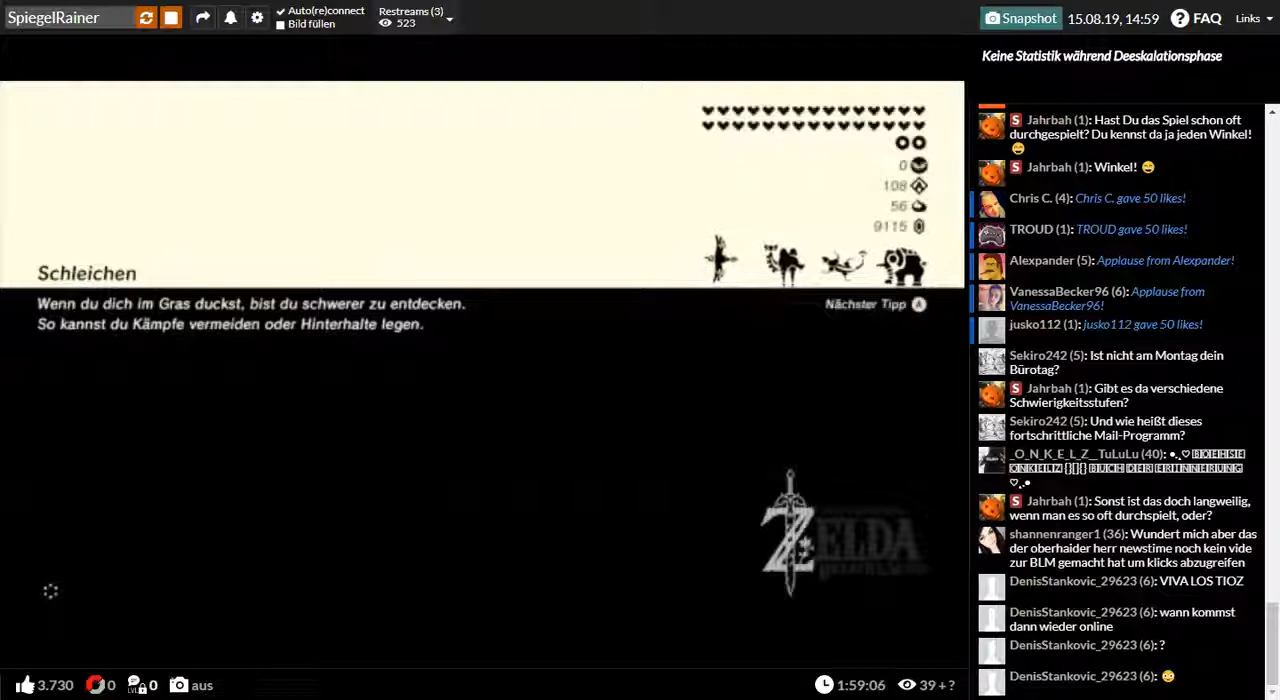 SpiegelRainer
Auto(re)connect
Bild füllen
Restreams (3)
523
Snapshot
15.08.19, 14:59
? FAQ
Links
Keine Statistik während Deeskalationsphase
0
108
56
9115
Schleichen
Wenn du dich im Gras duckst, bist du schwerer zu entdecken.
So kannst du Kämpfe vermeiden oder Hinterhalte legen.
Nächster Tipp A
ZELDA
S Jahrbah (1): Hast Du das Spiel schon oft
durchgespielt? Du kennst da ja jeden Winkel!
😄
S Jahrbah (1): Winkel! 😄
Chris C. (4): Chris C. gave 50 likes!
TROUD (1): TROUD gave 50 likes!
Alexpander (5): Applause from Alexpander!
VanessaBecker96 (6): Applause from
VanessaBecker96!
jusko112 (1): jusko112 gave 50 likes!
Sekiro242 (5): Ist nicht am Montag dein
Bürotag?
S Jahrbah (1): Gibt es da verschiedene
Schwierigkeitsstufen?
Sekiro242 (5): Und wie heißt dieses
fortschrittliche Mail-Programm?
_O_N_K_E_L_Z__TuLuLu (40): •.¸♡ BOEHSE
ONKELZ {}[]{} BUCH DER ERINNERUNG
♡¸.•
S Jahrbah (1): Sonst ist das doch langweilig,
wenn man es so oft durchspielt, oder?
shannenranger1 (36): Wundert mich aber das
der oberhaider herr newstime noch kein vide
zur BLM gemacht hat um klicks abzugreifen
DenisStankovic_29623 (6): VIVA LOS TIOZ
DenisStankovic_29623 (6): wann kommst
dann wieder online
DenisStankovic_29623 (6): ?
DenisStankovic_29623 (6): 😳
3.730
0
LVL
0
aus
1:59:06
39 + ?